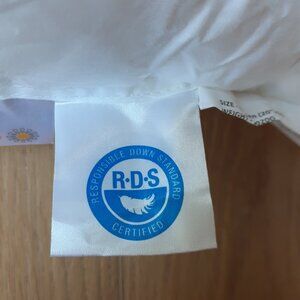 RESPONSIBLE DOWN STANDARD
R·D·S
CERTIFIED
SIZE